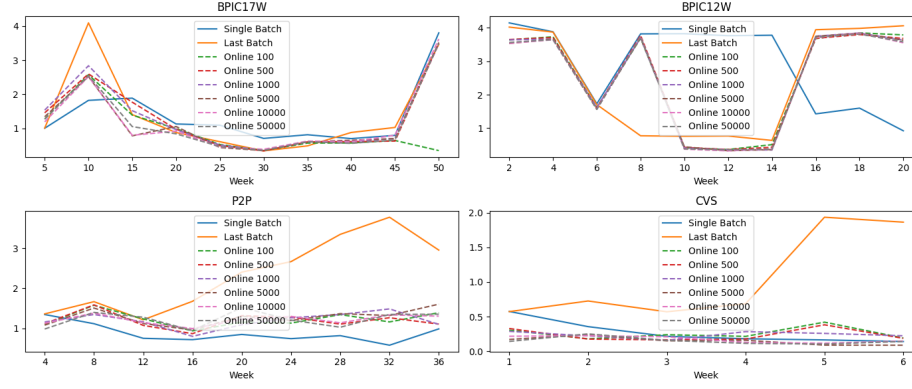 BPIC17W
4
3
2
1
Single Batch
Last Batch
Online 100
Online 500
Online 1000
Online 5000
Online 10000
Online 50000
5 10 15 20 25 30 35 40 45 50
Week
BPIC12W
4
3
2
1
Single Batch
Last Batch
Online 100
Online 500
Online 1000
Online 5000
Online 10000
Online 50000
2 4 6 8 10 12 14 16 18 20
Week
P2P
3
2
1
Single Batch
Last Batch
Online 100
Online 500
Online 1000
Online 5000
Online 10000
Online 50000
4 8 12 16 20 24 28 32 36
Week
CVS
2.0
1.5
1.0
0.5
0.0
Single Batch
Last Batch
Online 100
Online 500
Online 1000
Online 5000
Online 10000
Online 50000
1 2 3 4 5 6
Week